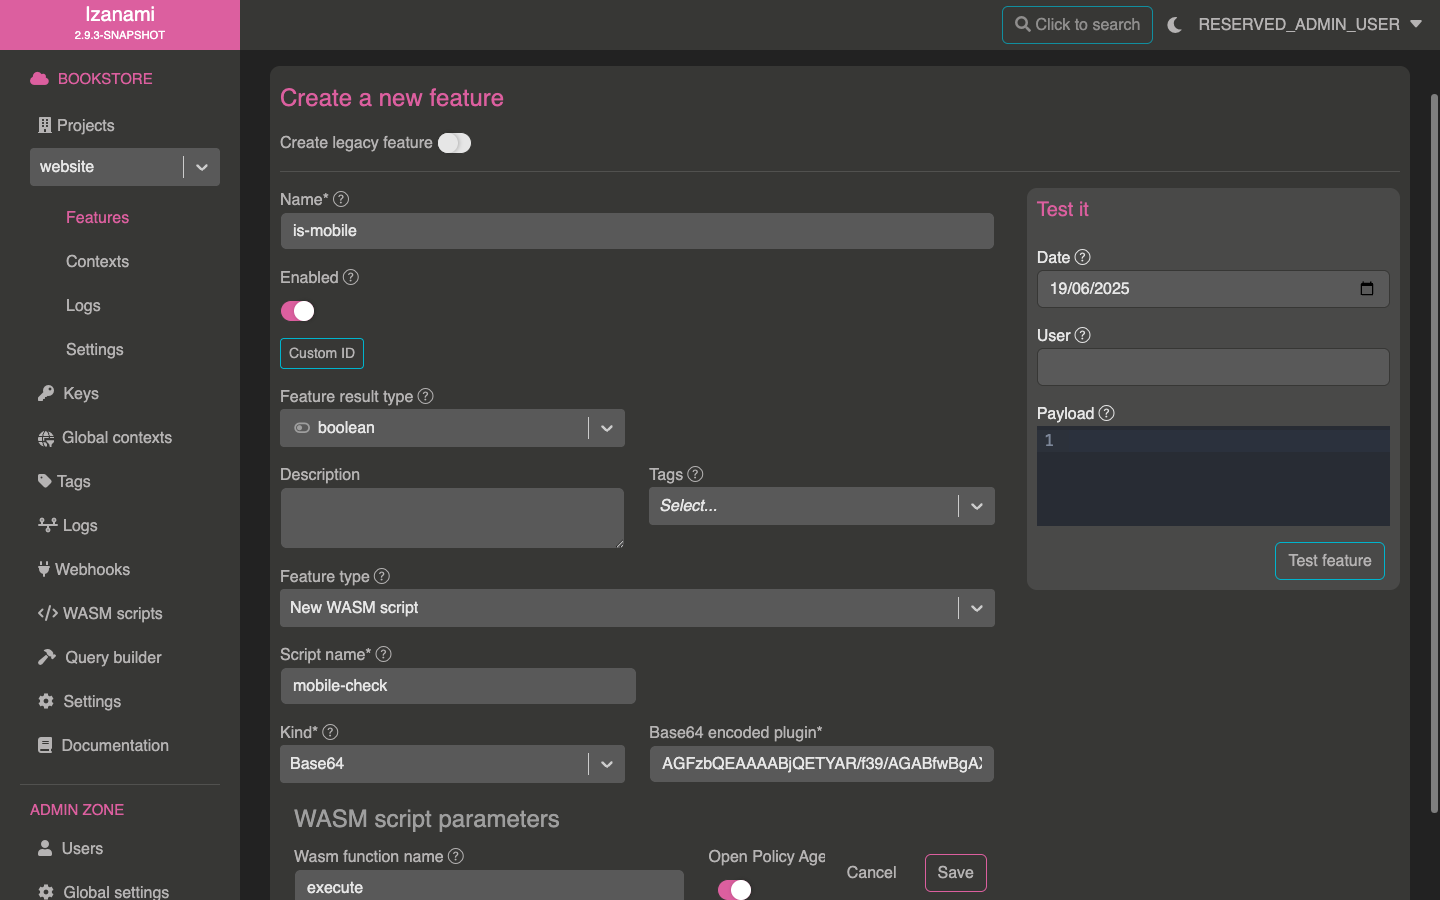 Izanami
2.9.3-SNAPSHOT
Click to search
RESERVED_ADMIN_USER
BOOKSTORE
Projects
website
Features
Contexts
Logs
Settings
Keys
Global contexts
Tags
Logs
Webhooks
WASM scripts
Query builder
Settings
Documentation
ADMIN ZONE
Users
Global settings
Create a new feature
Create legacy feature
Name*
is-mobile
Enabled
Custom ID
Feature result type
boolean
Description
Tags
Select...
Feature type
New WASM script
Script name*
mobile-check
Kind*
Base64
Base64 encoded plugin*
AGFzbQEAAAABjQETYAR/f39/AGABfwBgA
WASM script parameters
Wasm function name
execute
Open Policy Age
Cancel
Save
Test it
Date
19/06/2025
User
Payload
1
Test feature